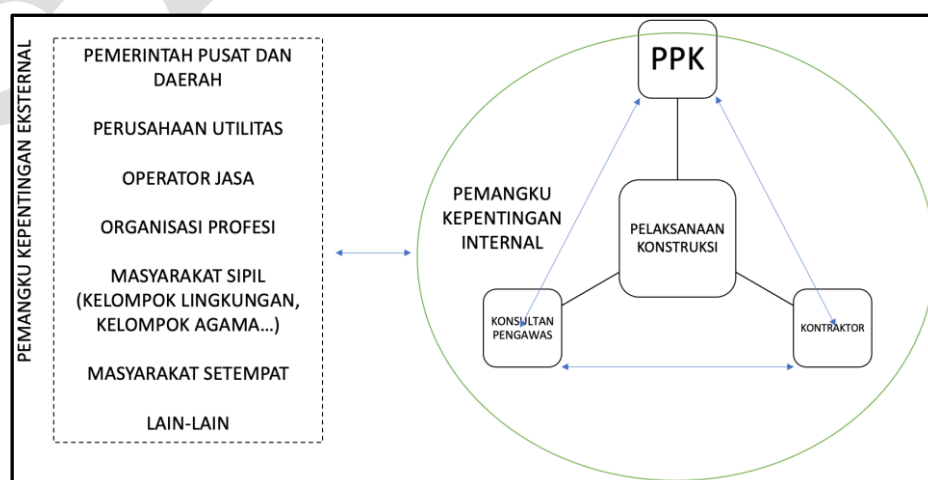 PEMANGKU KEPENTINGAN EKSTERNAL
PEMERINTAH PUSAT DAN
DAERAH
PERUSAHAAN UTILITAS
OPERATOR JASA
ORGANISASI PROFESI
MASYARAKAT SIPIL
(KELOMPOK LINGKUNGAN,
KELOMPOK AGAMA...)
MASYARAKAT SETEMPAT
LAIN-LAIN
PPK
PEMANGKU
KEPENTINGAN
INTERNAL
PELAKSANAAN
KONSTRUKSI
KONSULTAN
PENGAWAS
KONTRAKTOR